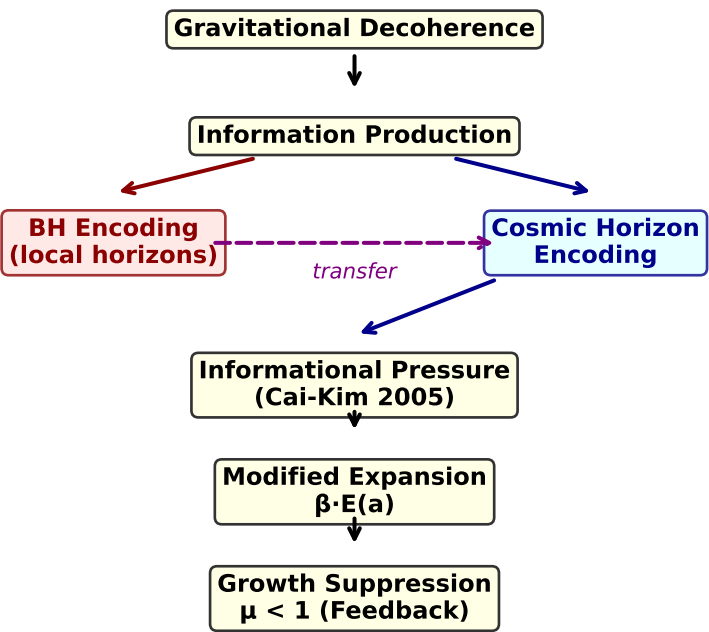 Gravitational Decoherence
Information Production
BH Encoding
(local horizons)
Cosmic Horizon
Encoding
transfer
Informational Pressure
(Cai-Kim 2005)
Modified Expansion
β·E(a)
Growth Suppression
μ < 1 (Feedback)